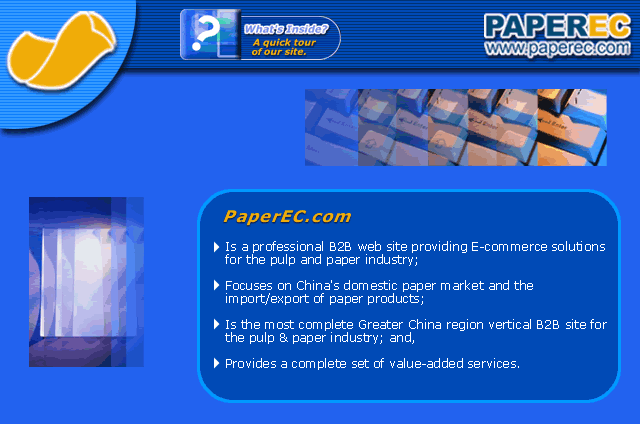 What's Inside?
A quick tour
of our site.
PAPEREC
www.paperec.com
PaperEC.com
Is a professional B2B web site providing E-commerce solutions
for the pulp and paper industry;
Focuses on China's domestic paper market and the
import/export of paper products;
Is the most complete Greater China region vertical B2B site for
the pulp & paper industry; and,
Provides a complete set of value-added services.